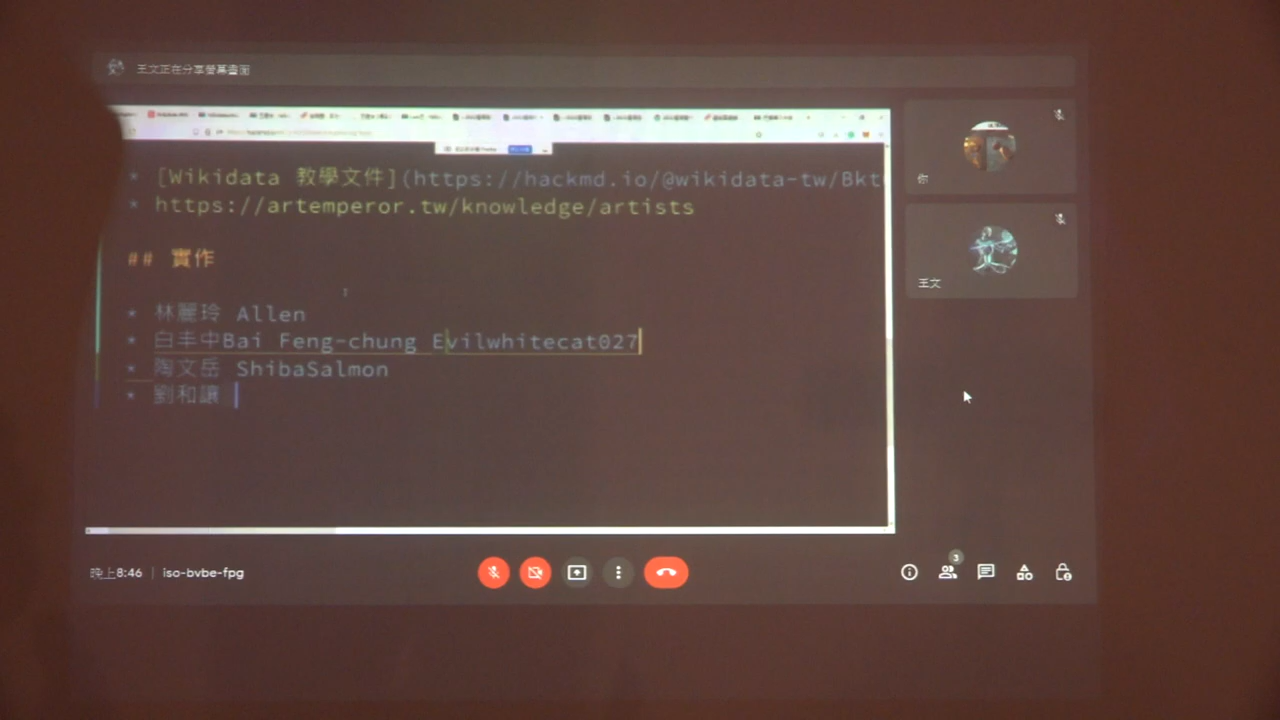 王文正在分享螢幕畫面
* [Wikidata 教學文件](https://hackmd.io/@wikidata-tw/Bkt
* https://artemperor.tw/knowledge/artists
## 實作
* 林麗玲 Allen
* 白丰中Bai Feng-chung Evilwhitecat027
* 陶文岳 ShibaSalmon
* 劉和讓
你
王文
3
晚上8:46 | iso-bvbe-fpg